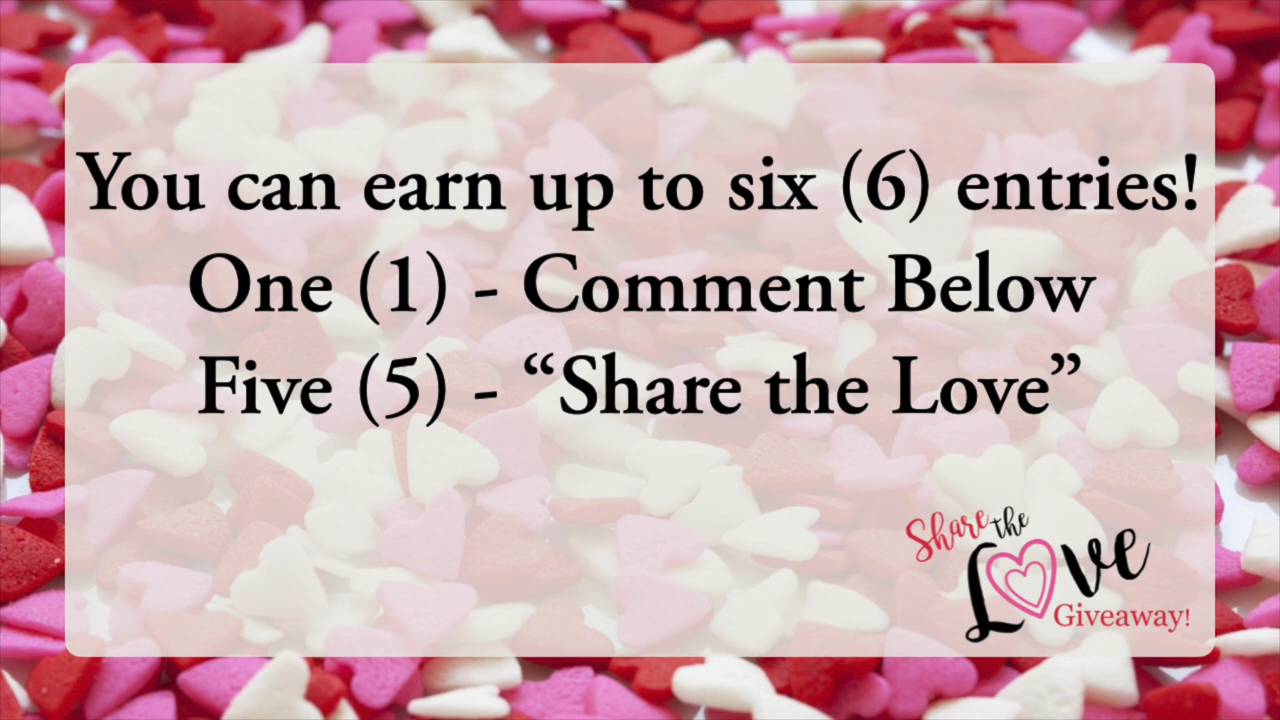 You can earn up to six (6) entries!
One (1) - Comment Below
Five (5) - “Share the Love”
Share the
Love
Giveaway!